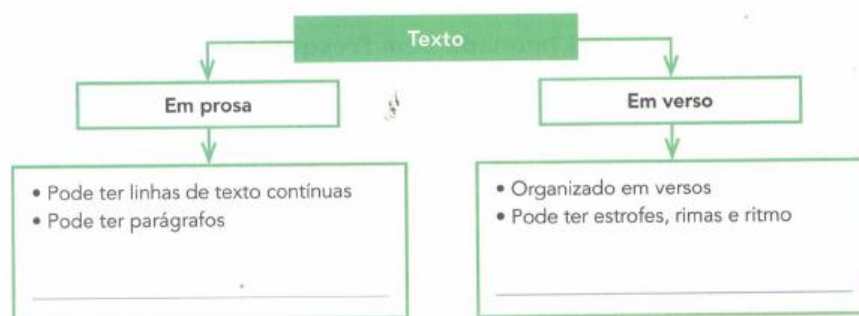 Texto
Em prosa
Em verso
• Pode ter linhas de texto contínuas
• Pode ter parágrafos
• Organizado em versos
• Pode ter estrofes, rimas e ritmo